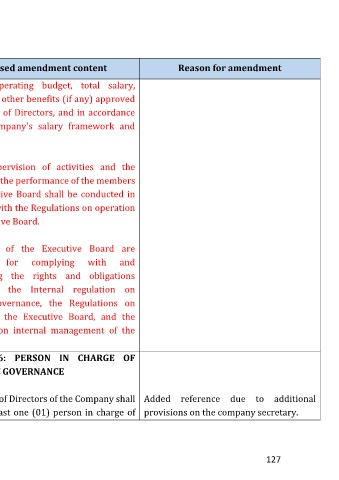 sed amendment content
Reason for amendment
perating budget, total salary,
other benefits (if any) approved
of Directors, and in accordance
mpany's salary framework and
pervision of activities and the
the performance of the members
tive Board shall be conducted in
with the Regulations on operation
ve Board.
of the Executive Board are
for complying with and
g the rights and obligations
the Internal regulation on
overnance, the Regulations on
the Executive Board, and the
on internal management of the
6: PERSON IN CHARGE OF
E GOVERNANCE
of Directors of the Company shall
ast one (01) person in charge of
Added reference due to additional
provisions on the company secretary.
127